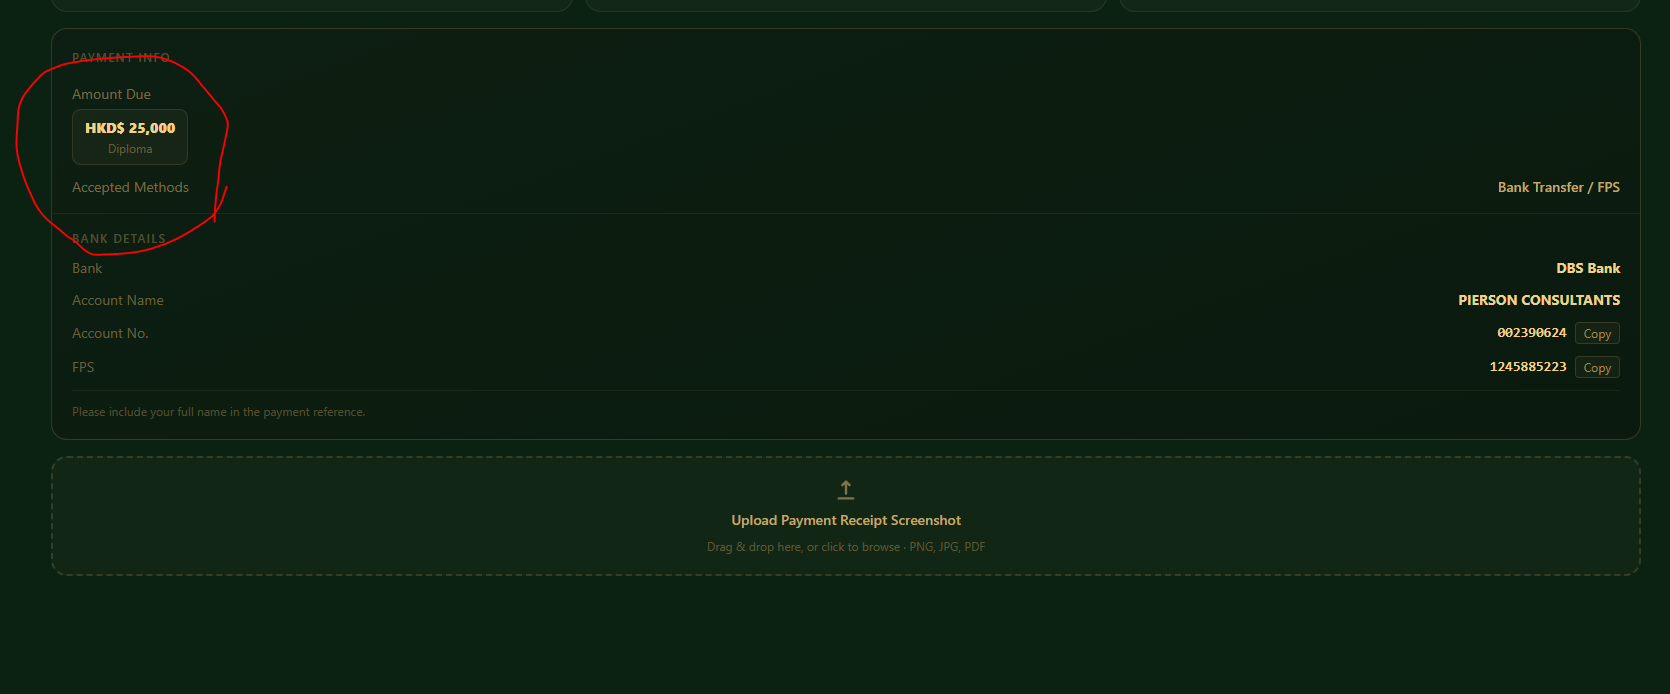 PAYMENT INFO
Amount Due
HKD$ 25,000
Diploma
Accepted Methods Bank Transfer / FPS
BANK DETAILS
Bank DBS Bank
Account Name PIERSON CONSULTANTS
Account No. 002390624 Copy
FPS 1245885223 Copy
Please include your full name in the payment reference.
Upload Payment Receipt Screenshot
Drag & drop here, or click to browse · PNG, JPG, PDF